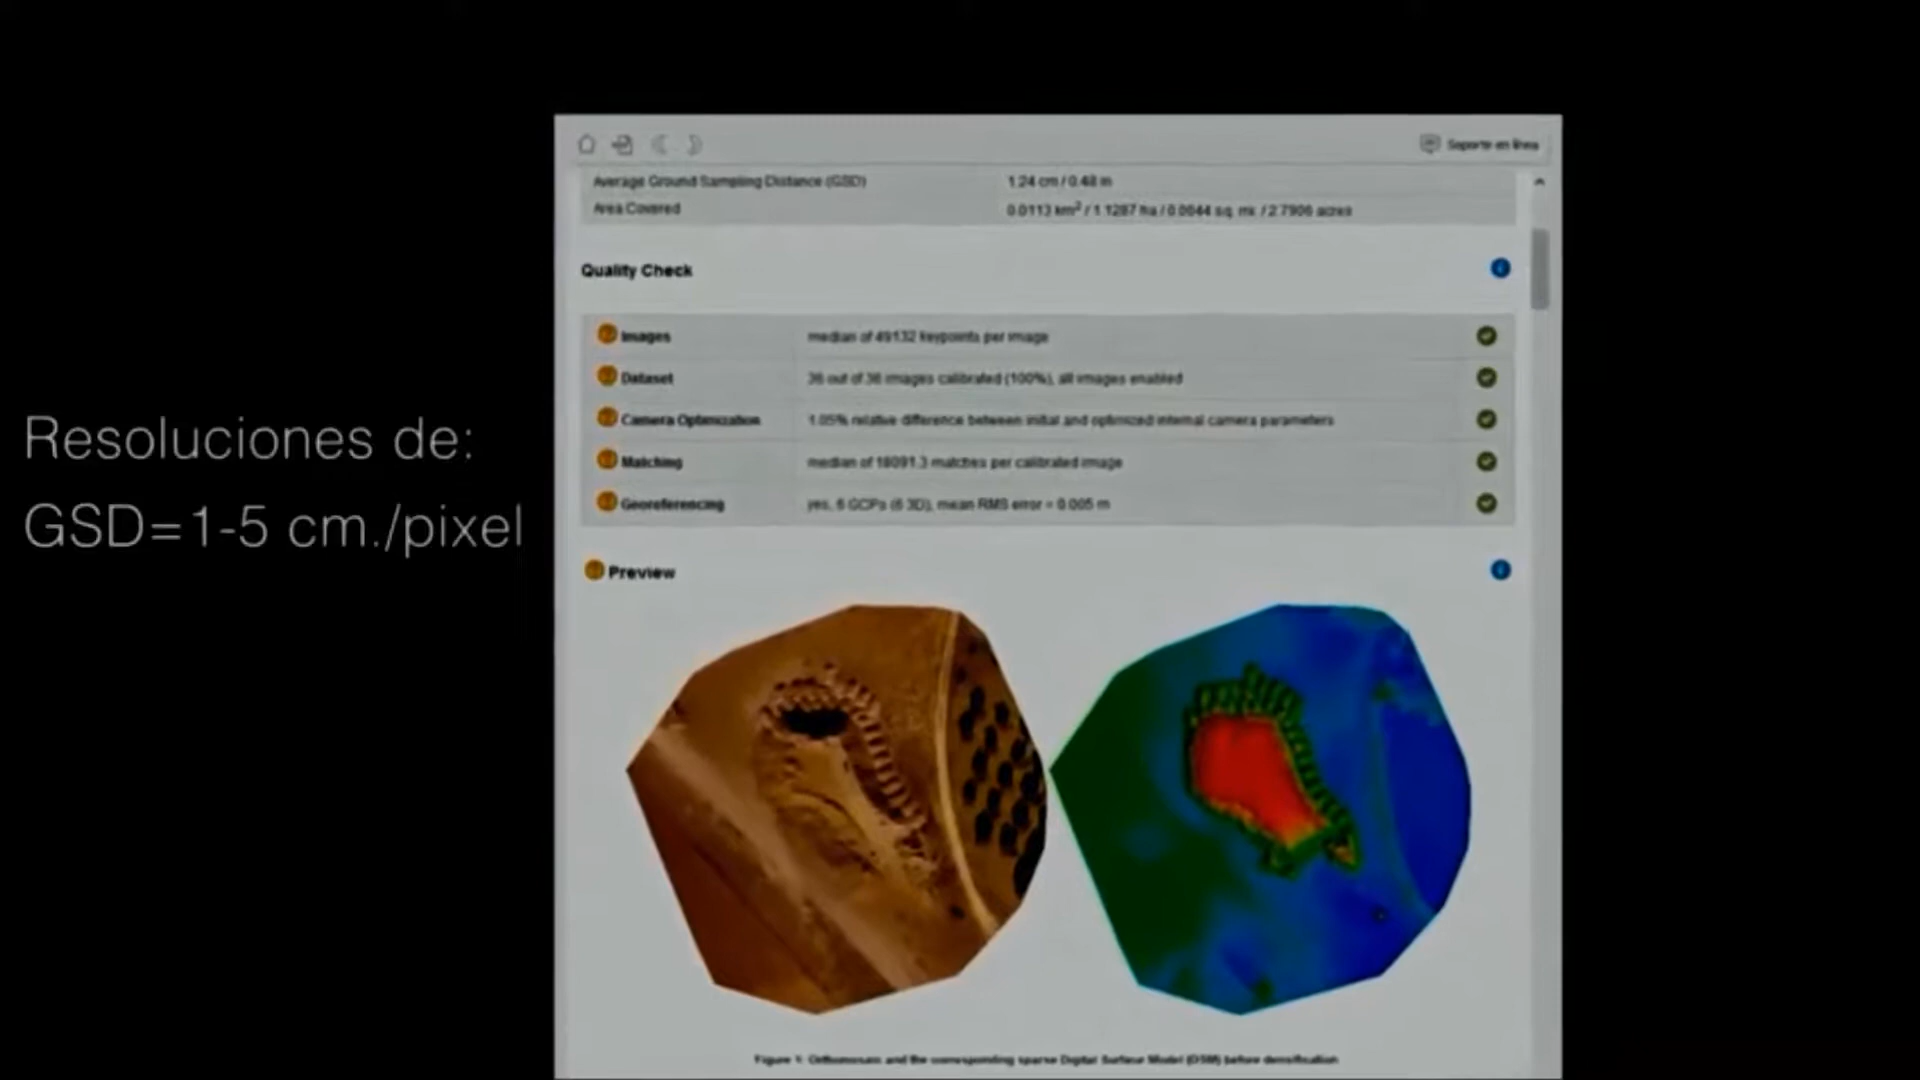 Soporte en línea
Average Ground Sampling Distance (GSD) 1.24 cm / 0.48 in
Area Covered 0.0113 km² / 1.1287 ha / 0.0044 sq. mi. / 2.7906 acres
Quality Check
Images median of 49132 keypoints per image
Dataset 36 out of 36 images calibrated (100%), all images enabled
Camera Optimization 1.05% relative difference between initial and optimized internal camera parameters
Matching median of 18091.3 matches per calibrated image
Georeferencing yes, 6 GCPs (6 3D), mean RMS error = 0.005 m
Resoluciones de:
GSD=1-5 cm./pixel
Preview
Figure 1: Orthomosaic and the corresponding sparse Digital Surface Model (DSM) before densification